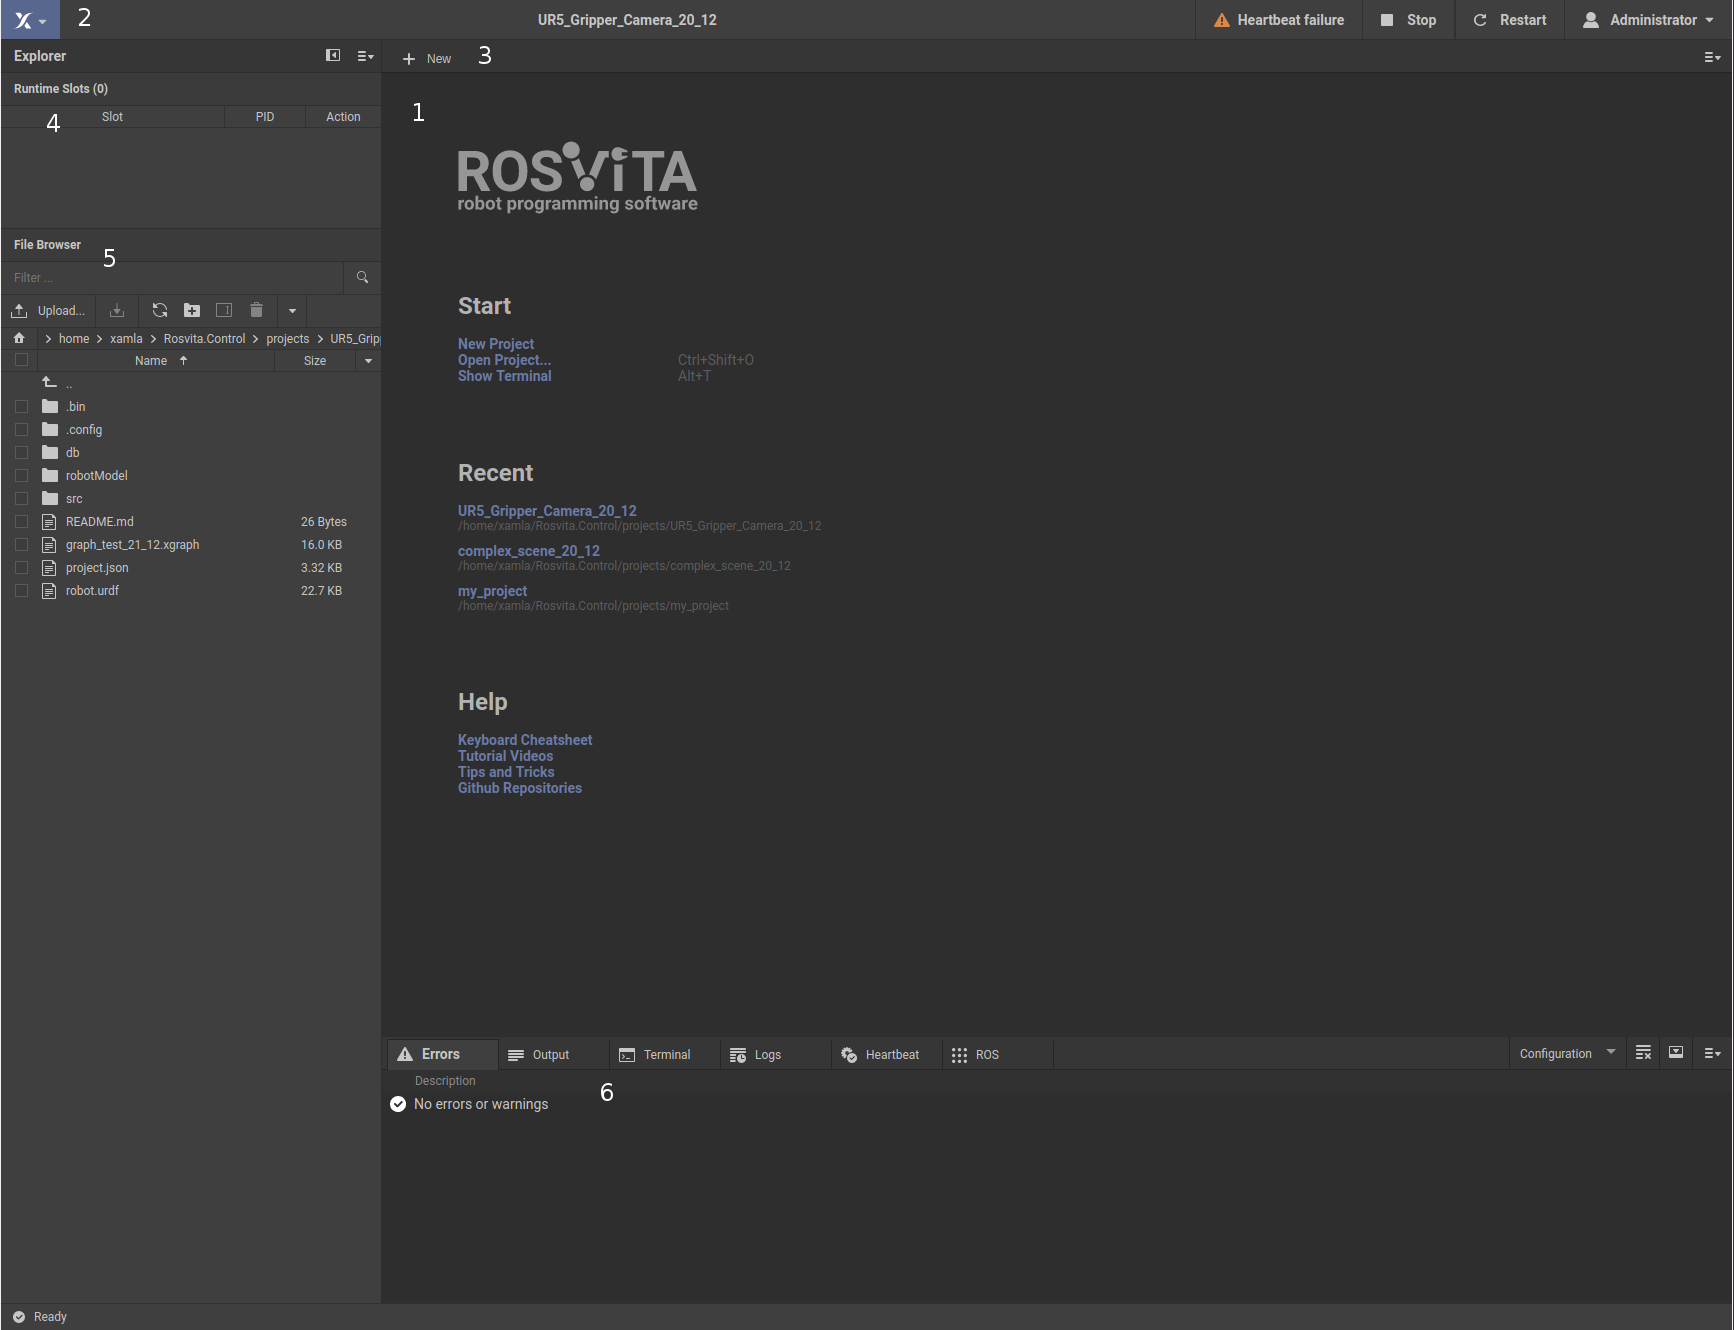 2
UR5_Gripper_Camera_20_12
Heartbeat failure
Stop
Restart
Administrator
Explorer
New
3
Runtime Slots (0)
4
Slot
PID
Action
File Browser
5
Filter ...
Upload...
home
xamla
Rosvita.Control
projects
UR5_Grip
Name
Size
..
.bin
.config
db
robotModel
src
README.md 26 Bytes
graph_test_21_12.xgraph 16.0 KB
project.json 3.32 KB
robot.urdf 22.7 KB
1
ROSViTA
robot programming software
Start
New Project
Open Project... Ctrl+Shift+O
Show Terminal Alt+T
Recent
UR5_Gripper_Camera_20_12
/home/xamla/Rosvita.Control/projects/UR5_Gripper_Camera_20_12
complex_scene_20_12
/home/xamla/Rosvita.Control/projects/complex_scene_20_12
my_project
/home/xamla/Rosvita.Control/projects/my_project
Help
Keyboard Cheatsheet
Tutorial Videos
Tips and Tricks
Github Repositories
Errors
Output
Terminal
Logs
Heartbeat
ROS
Configuration
Description
6
No errors or warnings
Ready